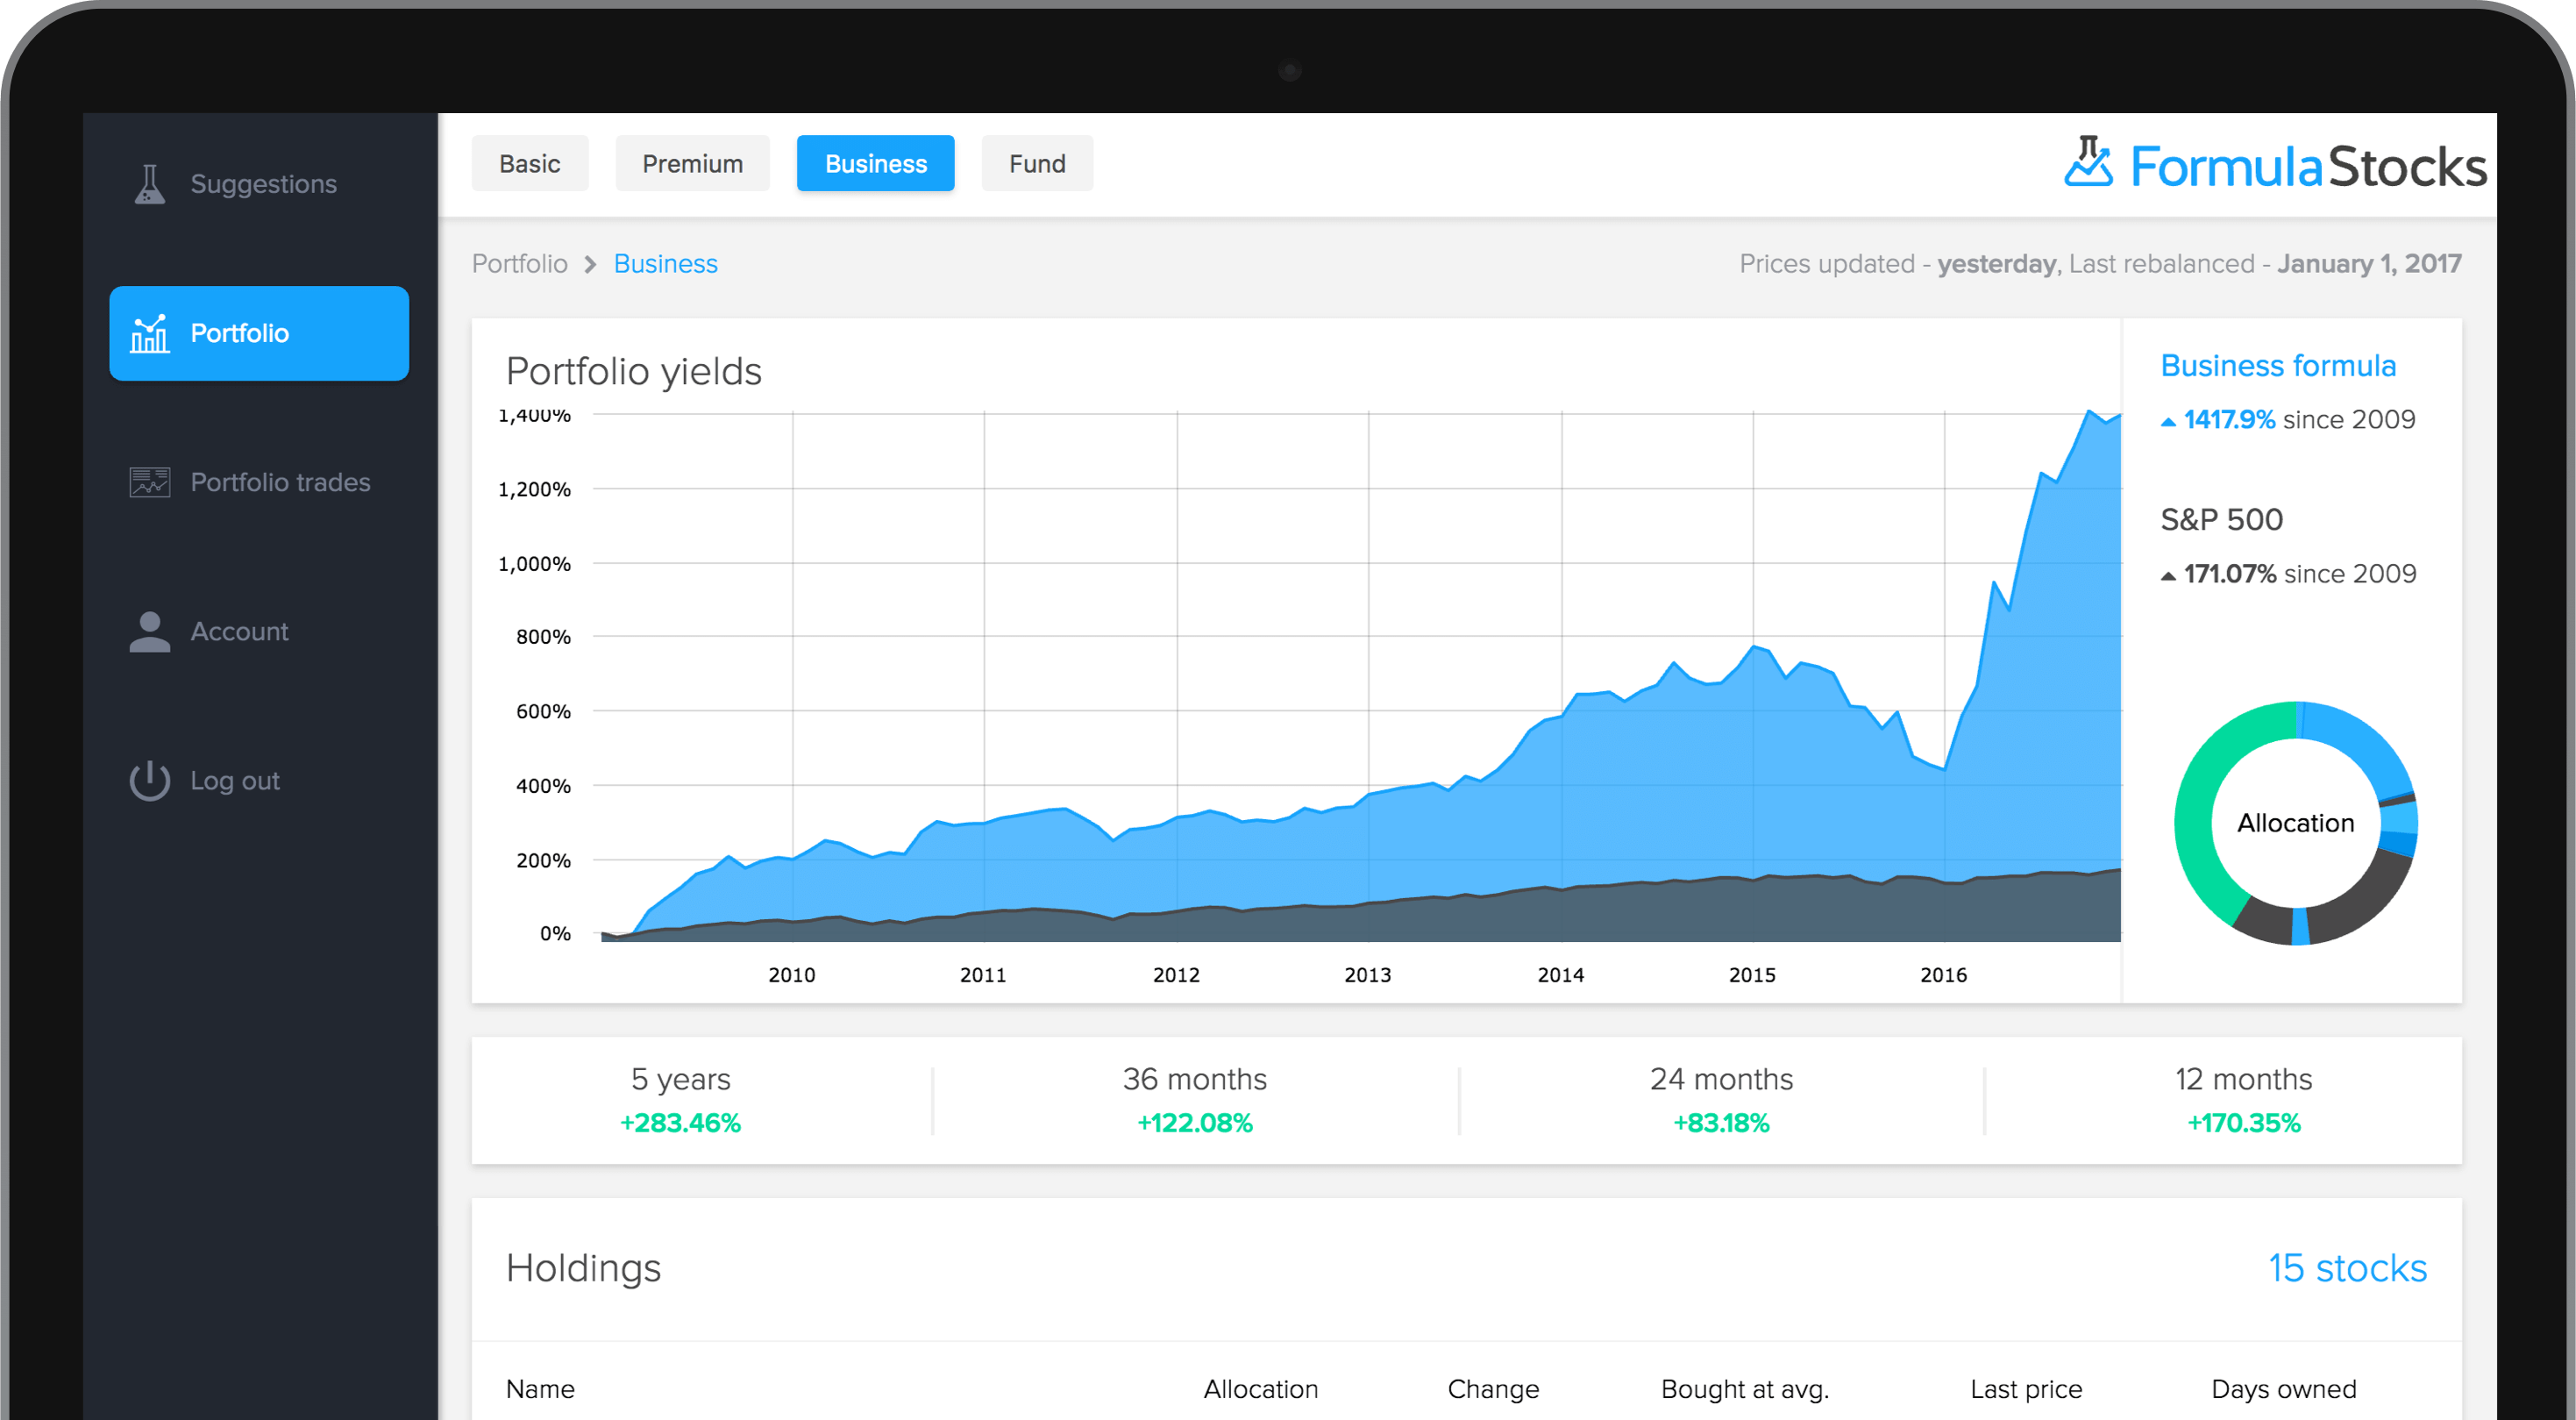 Basic
Premium
Business
Fund
FormulaStocks
Suggestions
Portfolio
Portfolio trades
Account
Log out
Portfolio > Business
Prices updated - yesterday, Last rebalanced - January 1, 2017
Portfolio yields
1,400%
1,200%
1,000%
800%
600%
400%
200%
0%
2010
2011
2012
2013
2014
2015
2016
Business formula
1417.9% since 2009
S&P 500
171.07% since 2009
Allocation
5 years
+283.46%
36 months
+122.08%
24 months
+83.18%
12 months
+170.35%
Holdings
15 stocks
Name
Allocation
Change
Bought at avg.
Last price
Days owned